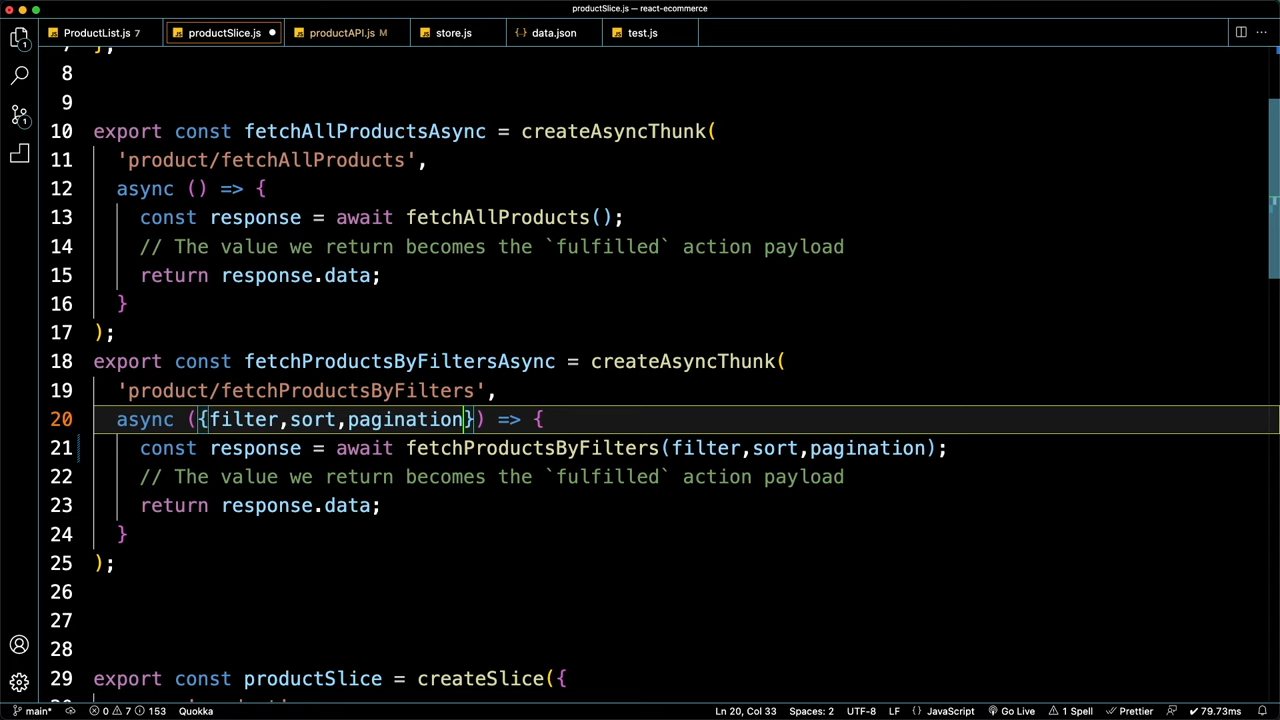 productSlice.js — react-ecommerce
ProductList.js 7
productSlice.js
productAPI.js M
store.js
{} data.json
test.js
8
9
10 export const fetchAllProductsAsync = createAsyncThunk(
11 'product/fetchAllProducts',
12 async () => {
13 const response = await fetchAllProducts();
14 // The value we return becomes the `fulfilled` action payload
15 return response.data;
16 }
17 );
18 export const fetchProductsByFiltersAsync = createAsyncThunk(
19 'product/fetchProductsByFilters',
20 async ({filter,sort,pagination}) => {
21 const response = await fetchProductsByFilters(filter,sort,pagination);
22 // The value we return becomes the `fulfilled` action payload
23 return response.data;
24 }
25 );
26
27
28
29 export const productSlice = createSlice({
main* 0 7 153 Quokka Ln 20, Col 33 Spaces: 2 UTF-8 LF {} JavaScript Go Live 1 Spell Prettier 79.73ms